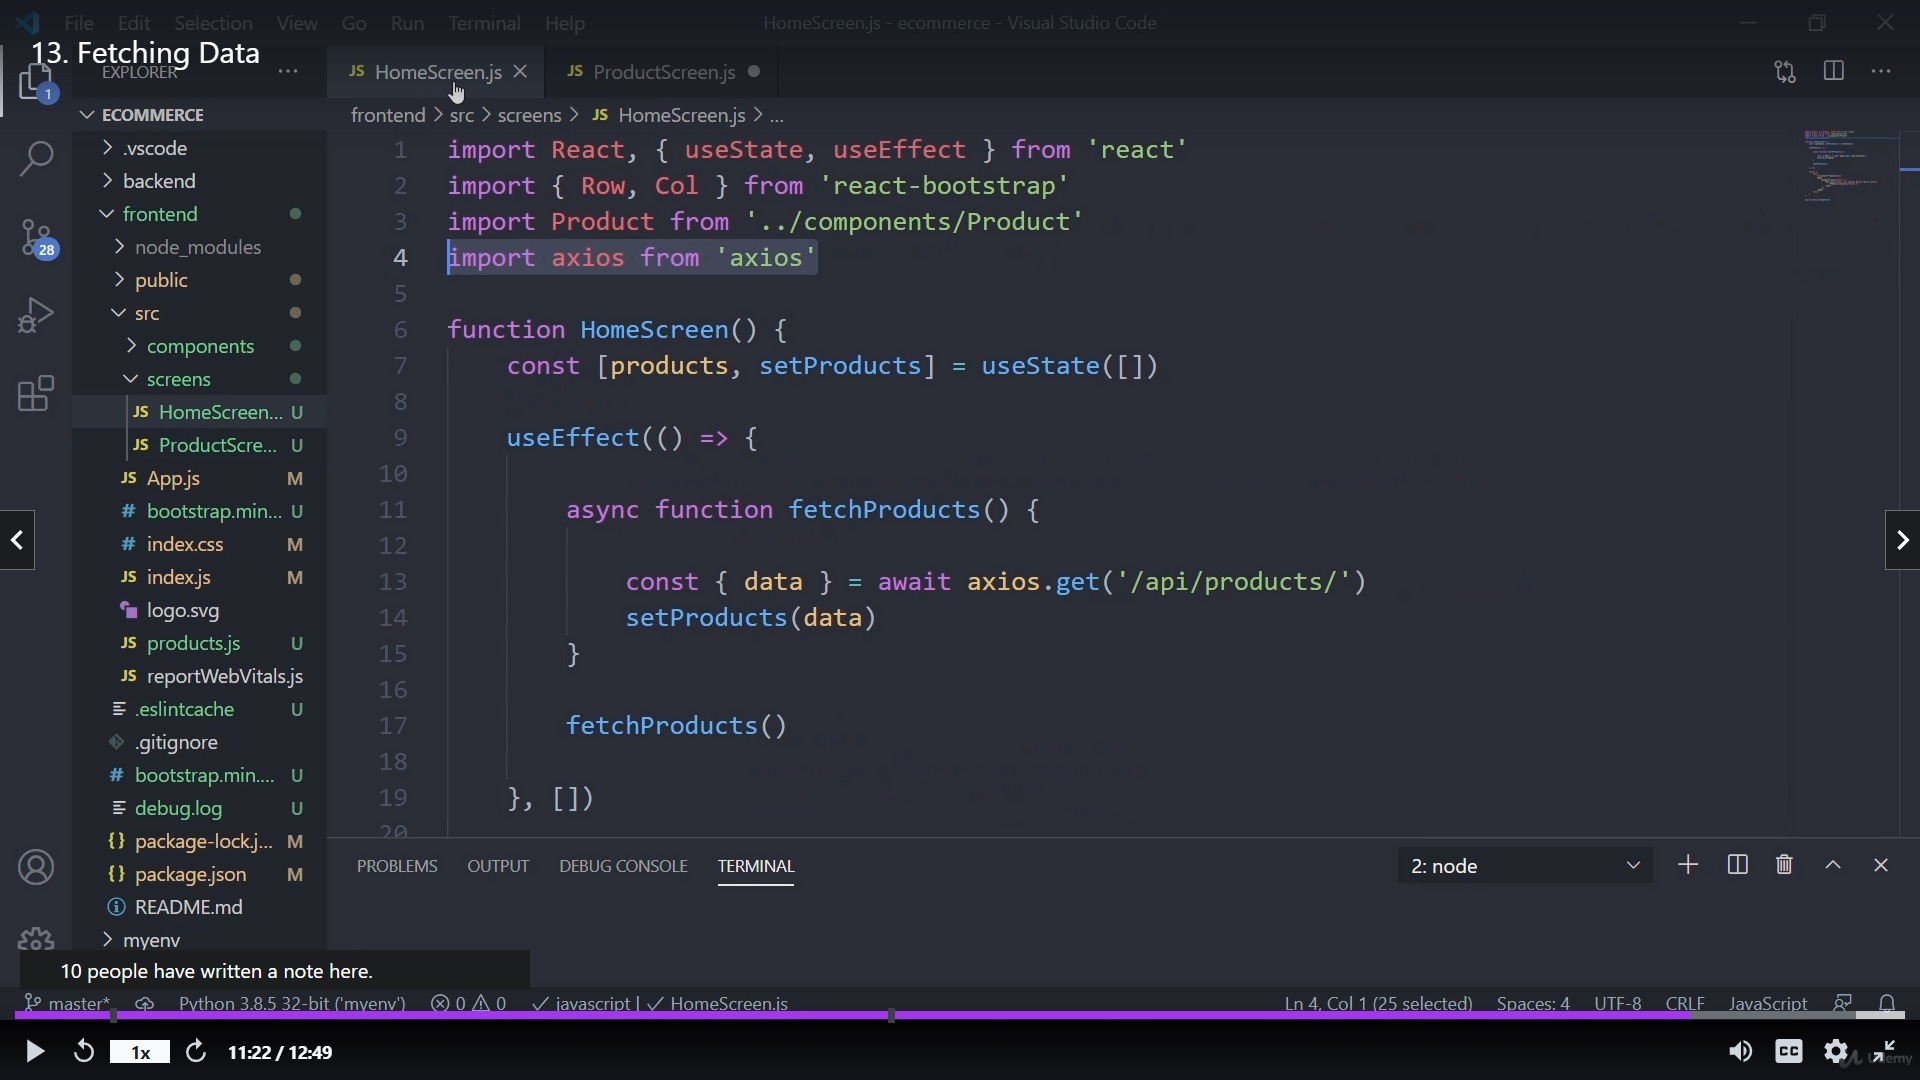 File Edit Selection View Go Run Terminal Help HomeScreen.js - ecommerce - Visual Studio Code
13. Fetching Data
EXPLORER
JS HomeScreen.js JS ProductScreen.js
1
ECOMMERCE
frontend > src > screens > JS HomeScreen.js > ...
.vscode
backend
frontend
node_modules
28
public
src
components
screens
JS HomeScreen... U
JS ProductScre... U
JS App.js M
# bootstrap.min... U
# index.css M
JS index.js M
logo.svg
JS products.js U
JS reportWebVitals.js
.eslintcache U
.gitignore
# bootstrap.min.... U
debug.log U
{} package-lock.j... M
{} package.json M
README.md
myenv
1 import React, { useState, useEffect } from 'react'
2 import { Row, Col } from 'react-bootstrap'
3 import Product from '../components/Product'
4 import axios from 'axios'
5
6 function HomeScreen() {
7 const [products, setProducts] = useState([])
8
9 useEffect(() => {
10
11 async function fetchProducts() {
12
13 const { data } = await axios.get('/api/products/')
14 setProducts(data)
15 }
16
17 fetchProducts()
18
19 }, [])
20
PROBLEMS OUTPUT DEBUG CONSOLE TERMINAL 2: node
10 people have written a note here.
master* Python 3.8.5 32-bit ('myenv') 0 0 javascript | HomeScreen.js Ln 4, Col 1 (25 selected) Spaces: 4 UTF-8 CRLF JavaScript
1x 11:22 / 12:49 CC Udemy